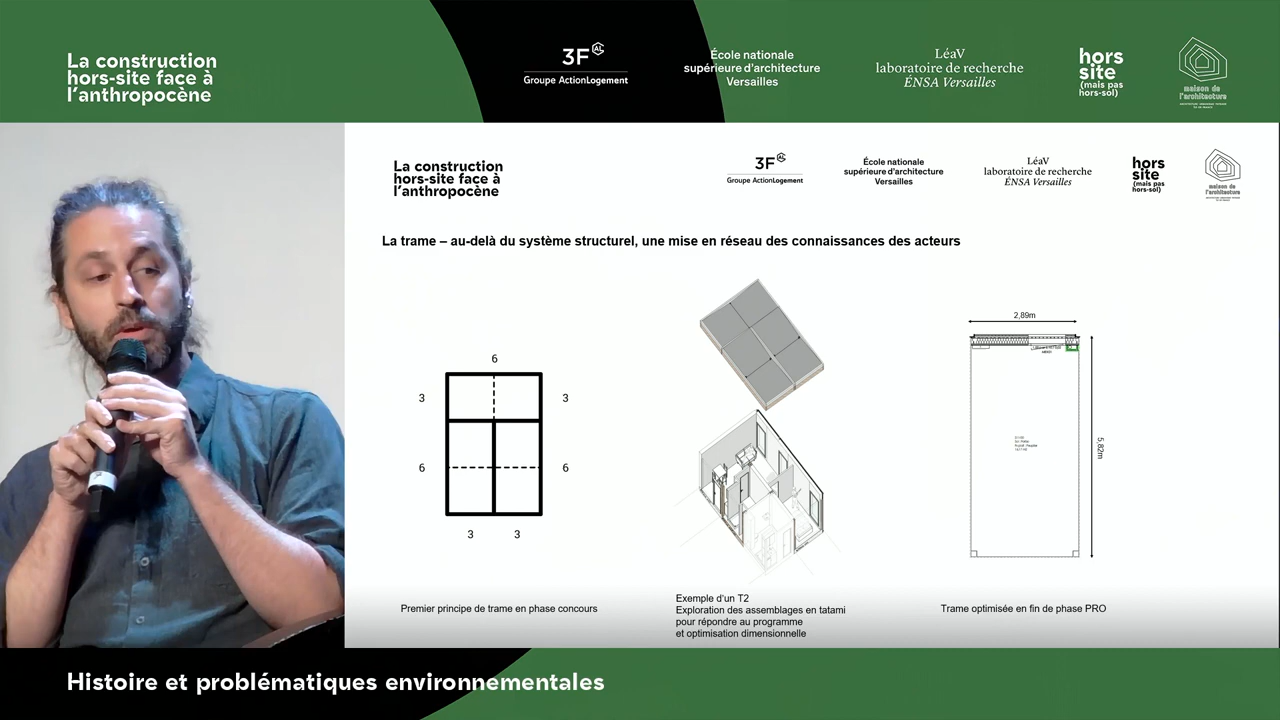 La construction
hors-site face à
l'anthropocène
3F AL
Groupe ActionLogement
École nationale
supérieure d'architecture
Versailles
LéaV
laboratoire de recherche
ÉNSA Versailles
hors
site
(mais pas
hors-sol)
maison de
l'architecture
La construction
hors-site face à
l'anthropocène
3F AL
Groupe ActionLogement
École nationale
supérieure d'architecture
Versailles
LéaV
laboratoire de recherche
ÉNSA Versailles
hors
site
(mais pas
hors-sol)
maison de
l'architecture
La trame – au-delà du système structurel, une mise en réseau des connaissances des acteurs
6
3
3
6
6
3
3
2,89m
5,82m
Premier principe de trame en phase concours
Exemple d'un T2
Exploration des assemblages en tatami
pour répondre au programme
et optimisation dimensionnelle
Trame optimisée en fin de phase PRO
Histoire et problématiques environnementales